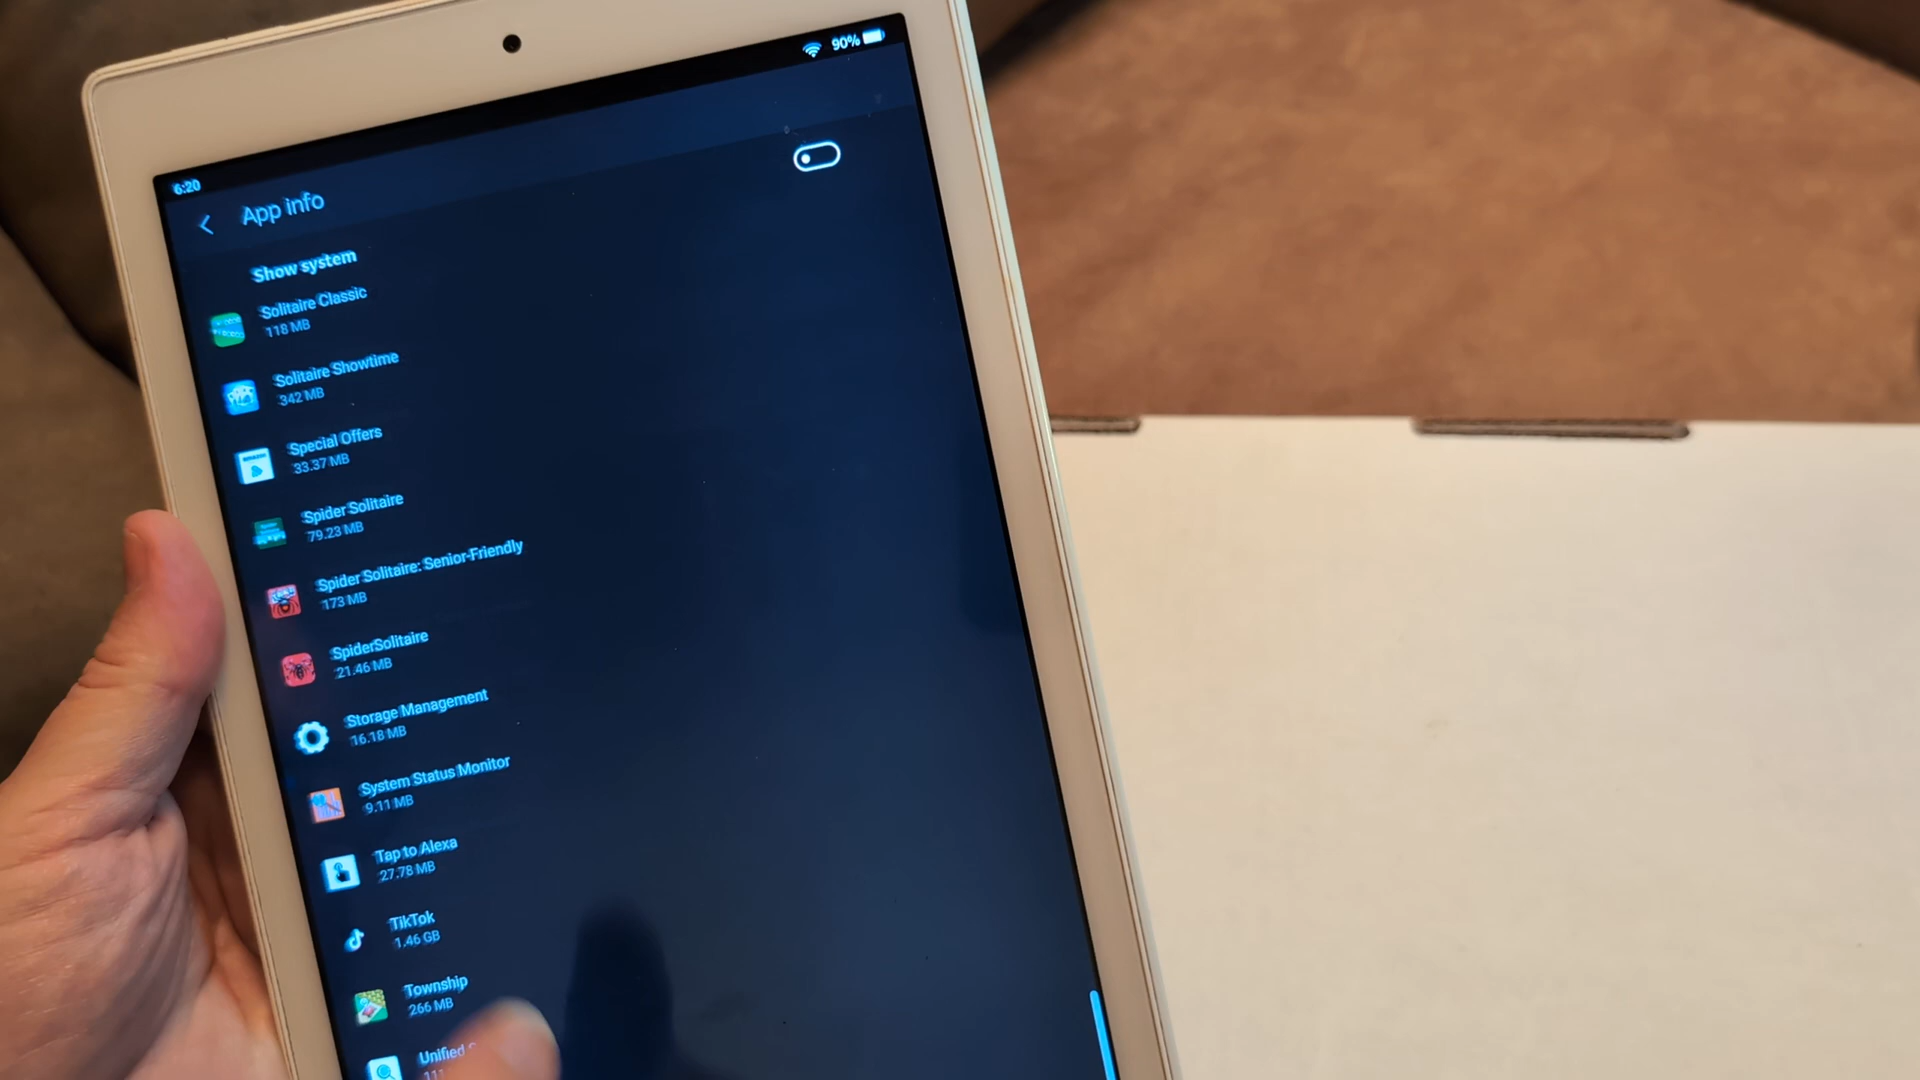 6:20
90%
App info
Show system
Solitaire Classic
118 MB
Solitaire Showtime
342 MB
Special Offers
33.37 MB
Spider Solitaire
79.23 MB
Spider Solitaire: Senior-Friendly
173 MB
SpiderSolitaire
21.46 MB
Storage Management
16.18 MB
System Status Monitor
9.11 MB
Tap to Alexa
27.78 MB
TikTok
1.46 GB
Township
266 MB
Unified